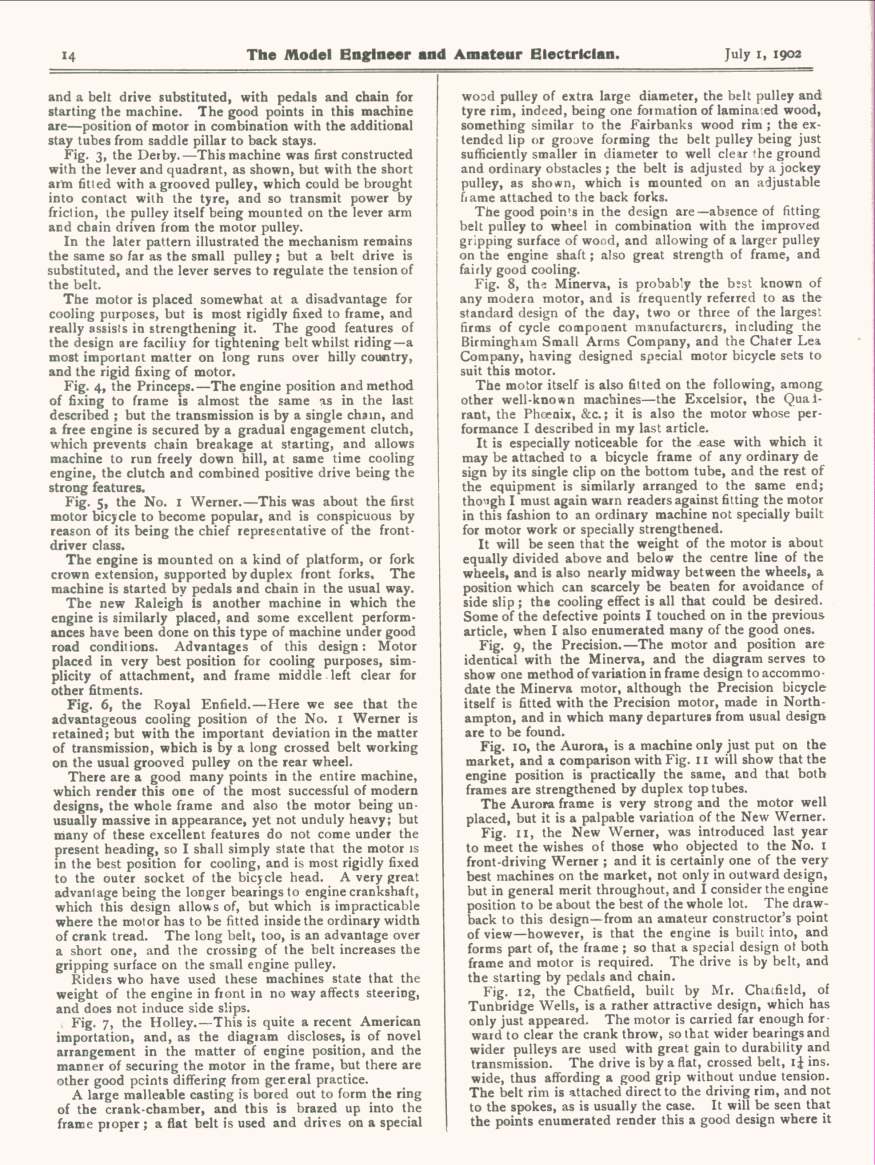 14
The Model Engineer and Amateur Electrician.
July 1, 1902
and a belt drive substituted, with pedals and chain for
starting the machine. The good points in this machine
are—position of motor in combination with the additional
stay tubes from saddle pillar to back stays.
Fig. 3, the Derby.—This machine was first constructed
with the lever and quadrant, as shown, but with the short
arm fitted with a grooved pulley, which could be brought
into contact with the tyre, and so transmit power by
friction, the pulley itself being mounted on the lever arm
and chain driven from the motor pulley.
In the later pattern illustrated the mechanism remains
the same so far as the small pulley; but a belt drive is
substituted, and the lever serves to regulate the tension of
the belt.
The motor is placed somewhat at a disadvantage for
cooling purposes, but is most rigidly fixed to frame, and
really assists in strengthening it. The good features of
the design are facility for tightening belt whilst riding—a
most important matter on long runs over hilly country,
and the rigid fixing of motor.
Fig. 4, the Princeps.—The engine position and method
of fixing to frame is almost the same as in the last
described; but the transmission is by a single chain, and
a free engine is secured by a gradual engagement clutch,
which prevents chain breakage at starting, and allows
machine to run freely down hill, at same time cooling
engine, the clutch and combined positive drive being the
strong features.
Fig. 5, the No. 1 Werner.—This was about the first
motor bicycle to become popular, and is conspicuous by
reason of its being the chief representative of the front-
driver class.
The engine is mounted on a kind of platform, or fork
crown extension, supported by duplex front forks. The
machine is started by pedals and chain in the usual way.
The new Raleigh is another machine in which the
engine is similarly placed, and some excellent perform-
ances have been done on this type of machine under good
road conditions. Advantages of this design: Motor
placed in very best position for cooling purposes, sim-
plicity of attachment, and frame middle left clear for
other fitments.
Fig. 6, the Royal Enfield.—Here we see that the
advantageous cooling position of the No. 1 Werner is
retained; but with the important deviation in the matter
of transmission, which is by a long crossed belt working
on the usual grooved pulley on the rear wheel.
There are a good many points in the entire machine,
which render this one of the most successful of modern
designs, the whole frame and also the motor being un-
usually massive in appearance, yet not unduly heavy; but
many of these excellent features do not come under the
present heading, so I shall simply state that the motor is
in the best position for cooling, and is most rigidly fixed
to the outer socket of the bicycle head. A very great
advantage being the longer bearings to engine crankshaft,
which this design allows of, but which is impracticable
where the motor has to be fitted inside the ordinary width
of crank tread. The long belt, too, is an advantage over
a short one, and the crossing of the belt increases the
gripping surface on the small engine pulley.
Riders who have used these machines state that the
weight of the engine in front in no way affects steering,
and does not induce side slips.
Fig. 7, the Holley.—This is quite a recent American
importation, and, as the diagram discloses, is of novel
arrangement in the matter of engine position, and the
manner of securing the motor in the frame, but there are
other good points differing from general practice.
A large malleable casting is bored out to form the ring
of the crank-chamber, and this is brazed up into the
frame proper; a flat belt is used and drives on a special
wood pulley of extra large diameter, the belt pulley and
tyre rim, indeed, being one formation of laminated wood,
something similar to the Fairbanks wood rim; the ex-
tended lip or groove forming the belt pulley being just
sufficiently smaller in diameter to well clear the ground
and ordinary obstacles; the belt is adjusted by a jockey
pulley, as shown, which is mounted on an adjustable
frame attached to the back forks.
The good points in the design are—absence of fitting
belt pulley to wheel in combination with the improved
gripping surface of wood, and allowing of a larger pulley
on the engine shaft; also great strength of frame, and
fairly good cooling.
Fig. 8, the Minerva, is probably the best known of
any modern motor, and is frequently referred to as the
standard design of the day, two or three of the largest
firms of cycle component manufacturers, including the
Birmingham Small Arms Company, and the Chater Lea
Company, having designed special motor bicycle sets to
suit this motor.
The motor itself is also fitted on the following, among
other well-known machines—the Excelsior, the Quad-
rant, the Phœnix, &c.; it is also the motor whose per-
formance I described in my last article.
It is especially noticeable for the ease with which it
may be attached to a bicycle frame of any ordinary de
sign by its single clip on the bottom tube, and the rest of
the equipment is similarly arranged to the same end;
though I must again warn readers against fitting the motor
in this fashion to an ordinary machine not specially built
for motor work or specially strengthened.
It will be seen that the weight of the motor is about
equally divided above and below the centre line of the
wheels, and is also nearly midway between the wheels, a
position which can scarcely be beaten for avoidance of
side slip; the cooling effect is all that could be desired.
Some of the defective points I touched on in the previous
article, when I also enumerated many of the good ones.
Fig. 9, the Precision.—The motor and position are
identical with the Minerva, and the diagram serves to
show one method of variation in frame design to accommo-
date the Minerva motor, although the Precision bicycle
itself is fitted with the Precision motor, made in North-
ampton, and in which many departures from usual design
are to be found.
Fig. 10, the Aurora, is a machine only just put on the
market, and a comparison with Fig. 11 will show that the
engine position is practically the same, and that both
frames are strengthened by duplex top tubes.
The Aurora frame is very strong and the motor well
placed, but it is a palpable variation of the New Werner.
Fig. 11, the New Werner, was introduced last year
to meet the wishes of those who objected to the No. 1
front-driving Werner; and it is certainly one of the very
best machines on the market, not only in outward design,
but in general merit throughout, and I consider the engine
position to be about the best of the whole lot. The draw-
back to this design—from an amateur constructor's point
of view—however, is that the engine is built into, and
forms part of, the frame; so that a special design of both
frame and motor is required. The drive is by belt, and
the starting by pedals and chain.
Fig. 12, the Chatfield, built by Mr. Chatfield, of
Tunbridge Wells, is a rather attractive design, which has
only just appeared. The motor is carried far enough for-
ward to clear the crank throw, so that wider bearings and
wider pulleys are used with great gain to durability and
transmission. The drive is by a flat, crossed belt, 1¼ ins.
wide, thus affording a good grip without undue tension.
The belt rim is attached direct to the driving rim, and not
to the spokes, as is usually the case. It will be seen that
the points enumerated render this a good design where it